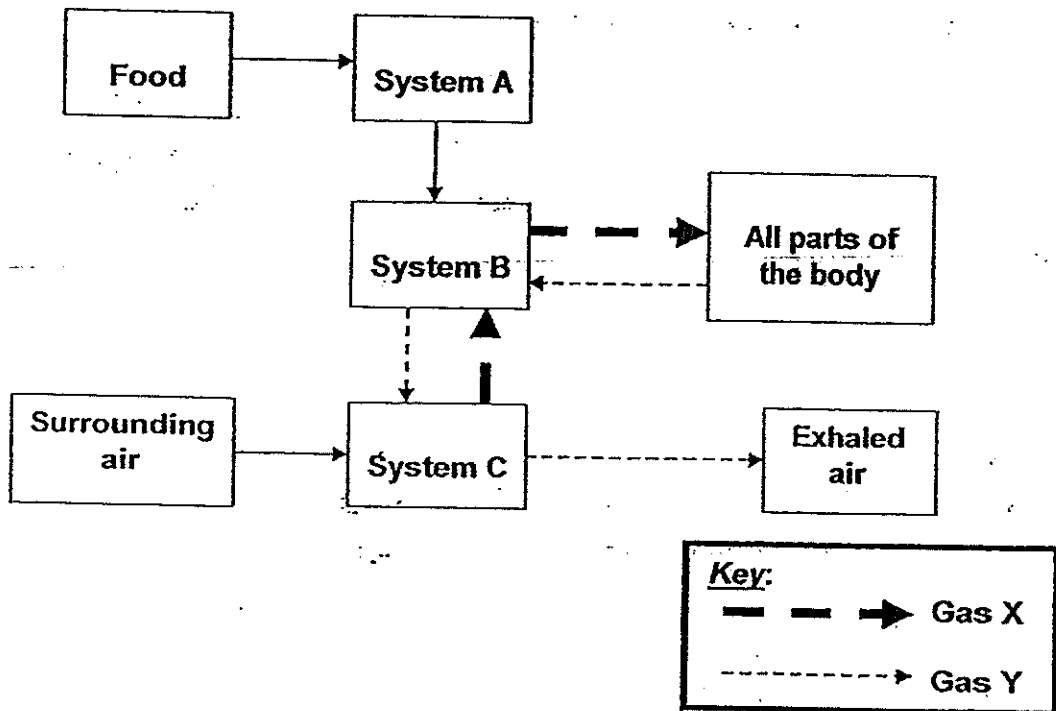 Food
System A
System B
All parts of
the body
Surrounding
air
System C
Exhaled
air
Key:
Gas X
Gas Y